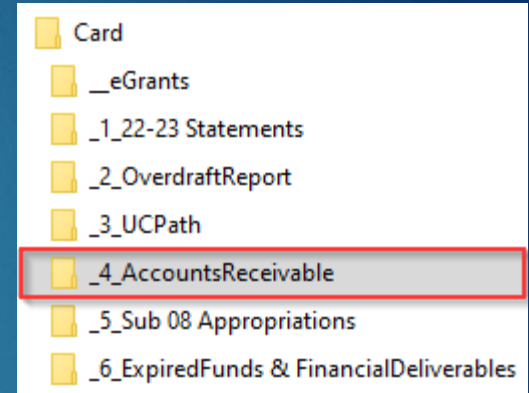 Card
__eGrants
_1_22-23 Statements
_2_OverdraftReport
_3_UCPath
_4_AccountsReceivable
_5_Sub 08 Appropriations
_6_ExpiredFunds & FinancialDeliverables